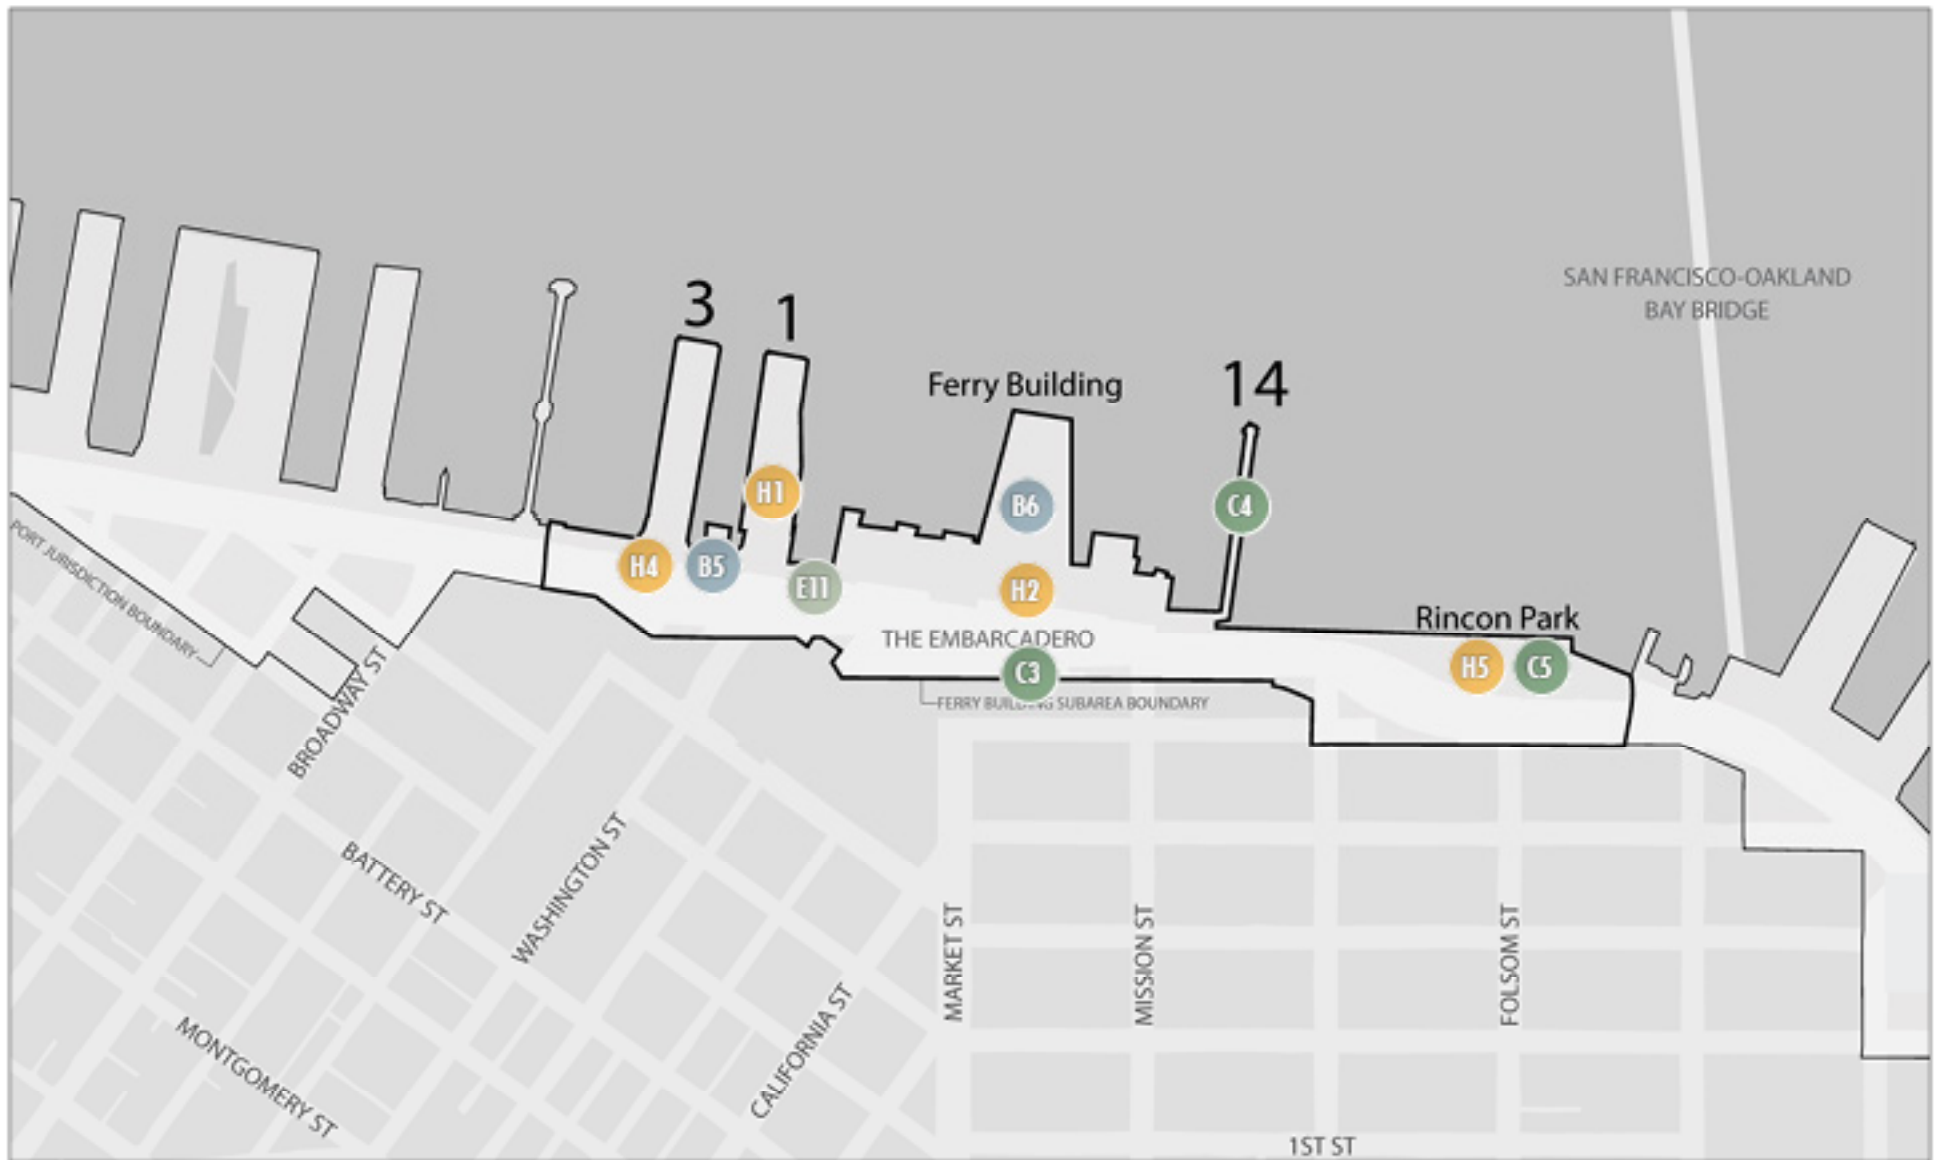 3
1
Ferry Building
14
SAN FRANCISCO-OAKLAND
BAY BRIDGE
H1
B6
C4
H4
B5
E11
H2
PORT JURISDICTION BOUNDARY
THE EMBARCADERO
Rincon Park
H5
C5
C3
FERRY BUILDING SUBAREA BOUNDARY
BROADWAY ST
BATTERY ST
WASHINGTON ST
MARKET ST
MISSION ST
FOLSOM ST
CALIFORNIA ST
MONTGOMERY ST
1ST ST